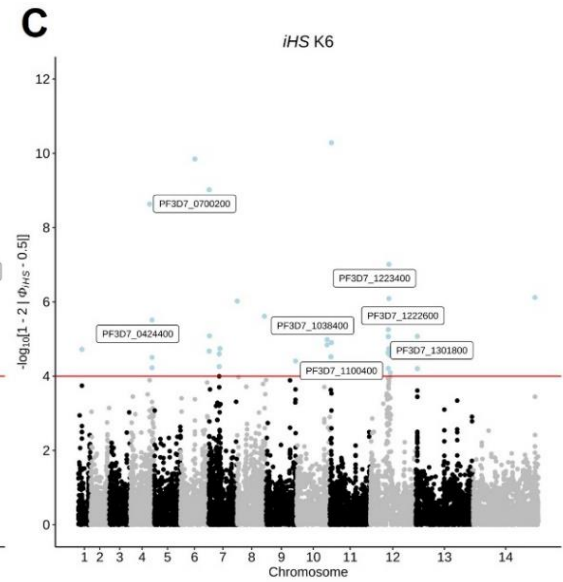 C
iHS K6
-log10[1 - 2 | ΦiHS - 0.5|]
12
10
8
6
4
2
0
PF3D7_0700200
PF3D7_1223400
PF3D7_1222600
PF3D7_1038400
PF3D7_0424400
PF3D7_1301800
PF3D7_1100400
1 2 3 4 5 6 7 8 9 10 11 12 13 14
Chromosome